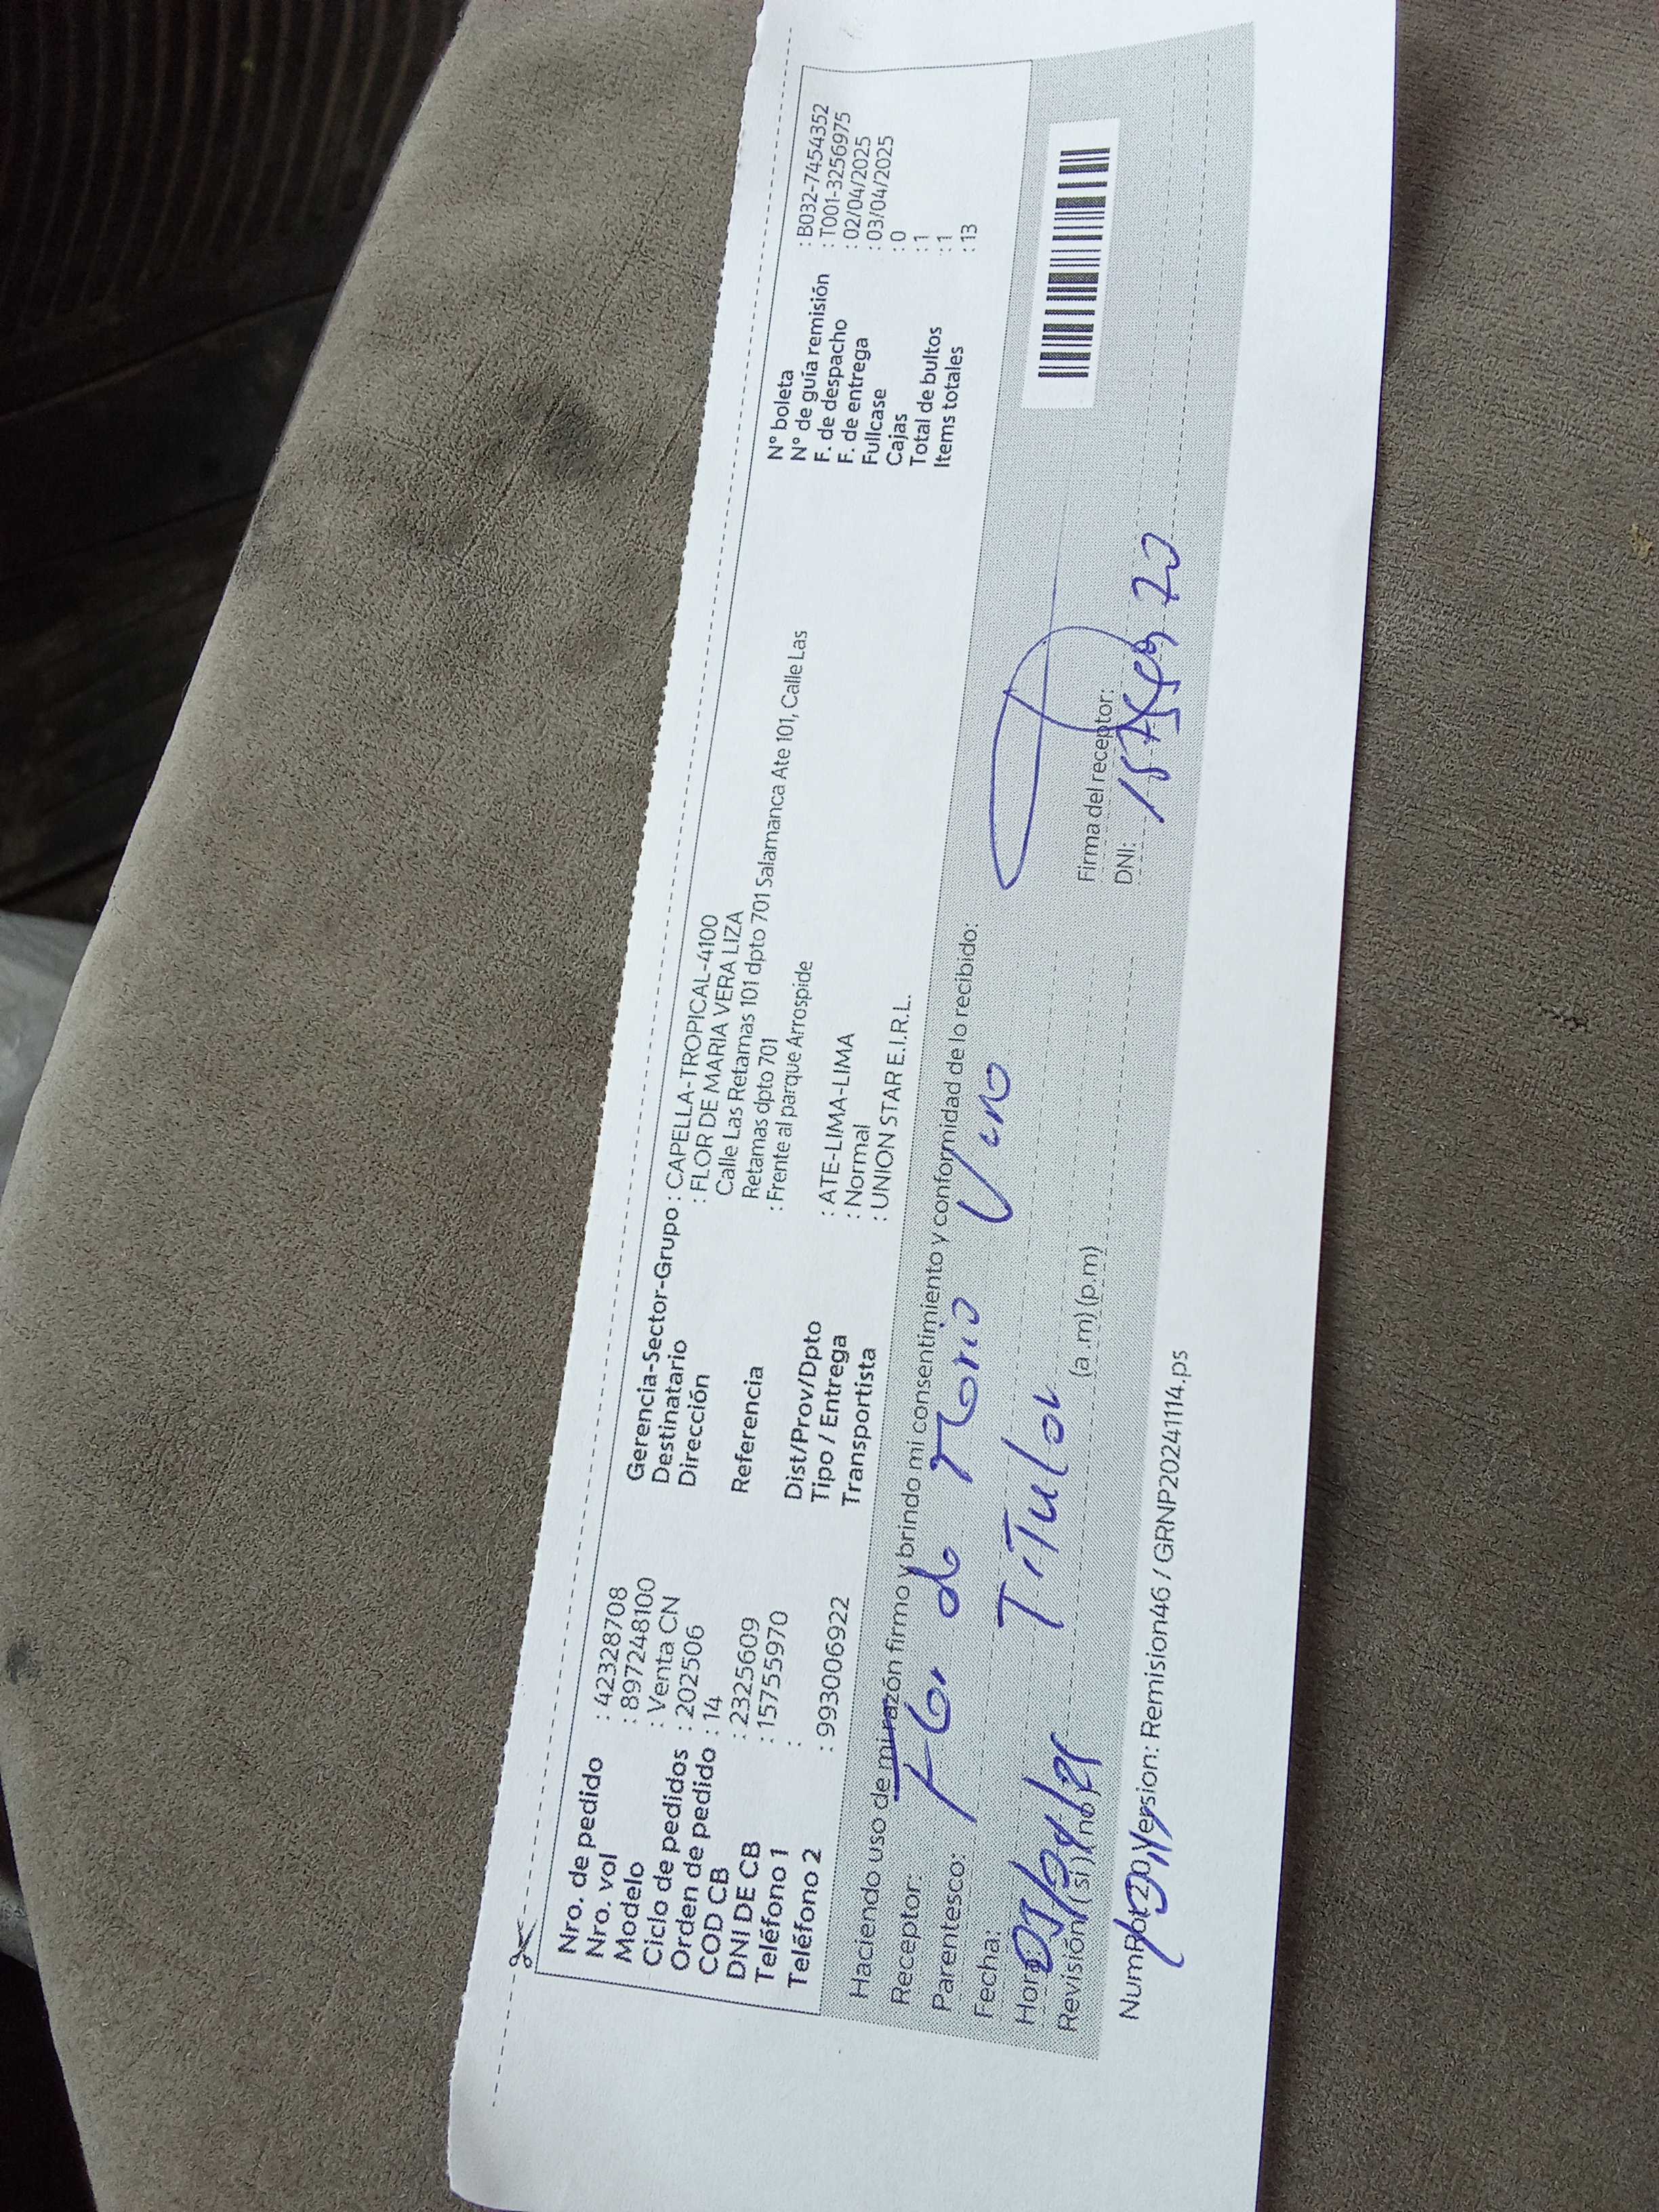 Nro. de pedido : 42328708
Nro. vol : 897248100
Modelo : Venta CN
Ciclo de pedidos : 202506
Orden de pedido : 14
COD CB : 2325609
DNI DE CB : 15755970
Teléfono 1 :
Teléfono 2 : 993006922
Gerencia-Sector-Grupo : CAPELLA-TROPICAL-4100
Destinatario : FLOR DE MARIA VERA LIZA
Dirección Calle Las Retamas 101 dpto 701 Salamanca Ate 101, Calle Las
Retamas dpto 701
Referencia : Frente al parque Arrospide
Dist/Prov/Dpto : ATE-LIMA-LIMA
Tipo / Entrega : Normal
Transportista : UNION STAR E.I.R.L.
N° boleta : B032-7454352
N° de guía remisión : T001-3256975
F. de despacho : 02/04/2025
F. de entrega : 03/04/2025
Fullcase : 0
Cajas : 1
Total de bultos : 1
Items totales : 13
Haciendo uso de mi razón firmo y brindo mi consentimiento y conformidad de lo recibido:
Receptor: Flor de Maria
Parentesco: Titular
Fecha:
Hora
Revisión ( si ) ( no )
(a .m) (p.m)
Firma del receptor:
DNI:
Version: Remision46 / GRNP20241114.ps